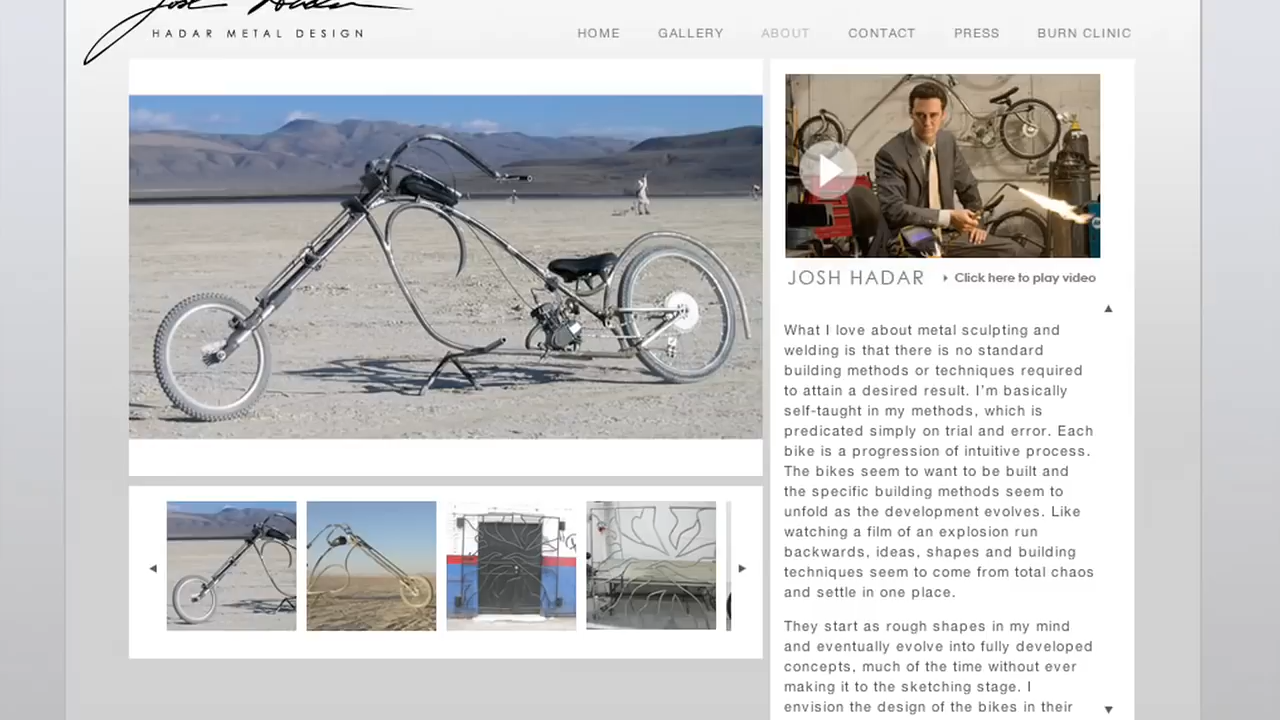 Josh Hadar
HADAR METAL DESIGN
HOME GALLERY ABOUT CONTACT PRESS BURN CLINIC
JOSH HADAR
Click here to play video
What I love about metal sculpting and
welding is that there is no standard
building methods or techniques required
to attain a desired result. I'm basically
self-taught in my methods, which is
predicated simply on trial and error. Each
bike is a progression of intuitive process.
The bikes seem to want to be built and
the specific building methods seem to
unfold as the development evolves. Like
watching a film of an explosion run
backwards, ideas, shapes and building
techniques seem to come from total chaos
and settle in one place.
They start as rough shapes in my mind
and eventually evolve into fully developed
concepts, much of the time without ever
making it to the sketching stage. I
envision the design of the bikes in their